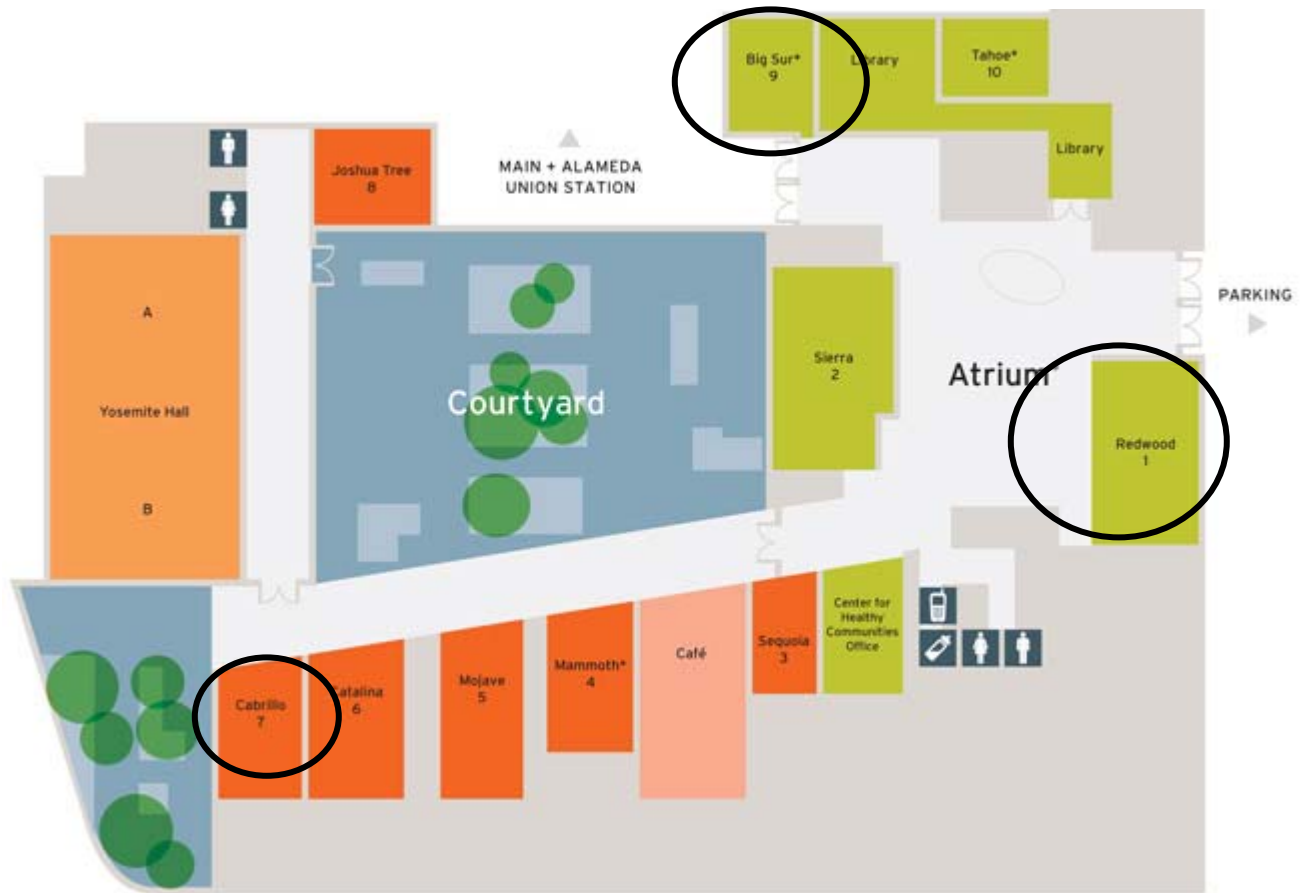 Big Sur*
9
Library
Tahoe*
10
Library
Joshua Tree
8
MAIN + ALAMEDA
UNION STATION
PARKING
A
Yosemite Hall
B
Courtyard
Sierra
2
Atrium
Redwood
1
Center for
Healthy
Communities
Office
Sequoia
3
Café
Mammoth*
4
Mojave
5
Catalina
6
Cabrillo
7